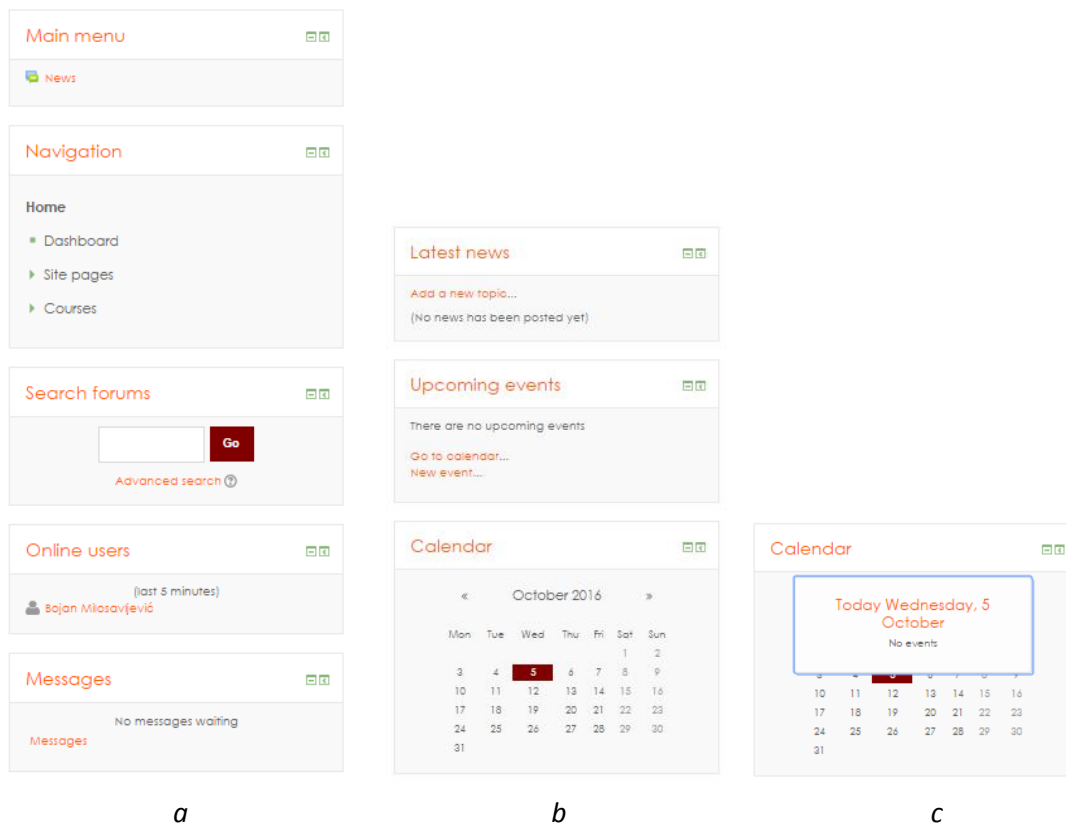 Main menu
News
Navigation
Home
Dashboard
Site pages
Courses
Search forums
Go
Advanced search
Online users
(last 5 minutes)
Bojan Milosavljević
Messages
No messages waiting
Messages
a
Latest news
Add a new topic...
(No news has been posted yet)
Upcoming events
There are no upcoming events
Go to calendar...
New event...
Calendar
« October 2016 »
Mon Tue Wed Thu Fri Sat Sun
1 2
3 4 5 6 7 8 9
10 11 12 13 14 15 16
17 18 19 20 21 22 23
24 25 26 27 28 29 30
31
b
Calendar
Today Wednesday, 5
October
No events
10 11 12 13 14 15 16
17 18 19 20 21 22 23
24 25 26 27 28 29 30
31
c